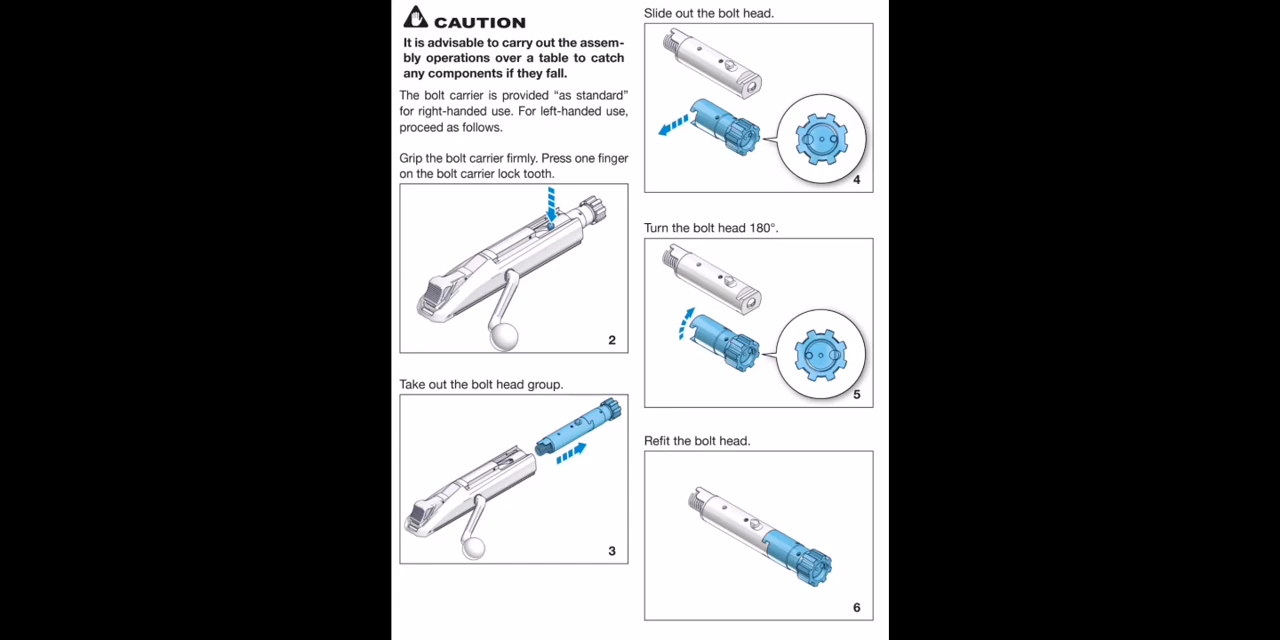 CAUTION
It is advisable to carry out the assem-
bly operations over a table to catch
any components if they fall.
The bolt carrier is provided “as standard”
for right-handed use. For left-handed use,
proceed as follows.
Grip the bolt carrier firmly. Press one finger
on the bolt carrier lock tooth.
2
Take out the bolt head group.
3
Slide out the bolt head.
4
Turn the bolt head 180°.
5
Refit the bolt head.
6